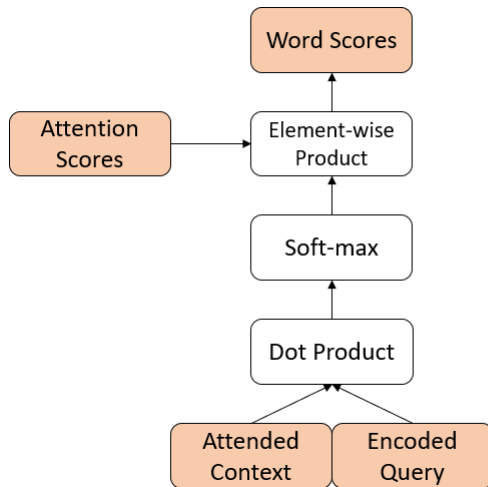 Word Scores
Attention
Scores
Element-wise
Product
Soft-max
Dot Product
Attended
Context
Encoded
Query